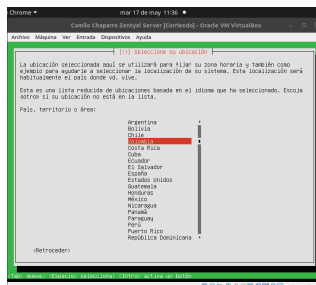 Chrome ▾
mar 17 de may 11:36
Camilo Chaparro Zentyal Server [Corriendo] - Oracle VM VirtualBox
Archivo Máquina Ver Entrada Dispositivos Ayuda
[!!] Seleccione su ubicación
La ubicación seleccionada aquí se utilizará para fijar su zona horaria y también como
ejemplo para ayudarle a seleccionar la localización de su sistema. Esta localización será
habitualmente el país donde vd. vive.
Esta es una lista reducida de ubicaciones basada en el idioma que ha seleccionado. Escoja
«otro» si su ubicación no está en la lista.
País, territorio o área:
Argentina
Bolivia
Chile
Colombia
Costa Rica
Cuba
Ecuador
El Salvador
España
Estados Unidos
Guatemala
Honduras
México
Nicaragua
Panamá
Paraguay
Perú
Puerto Rico
República Dominicana
<Retroceder>
<Tab> mueve; <Espacio> selecciona; <Intro> activa un botón